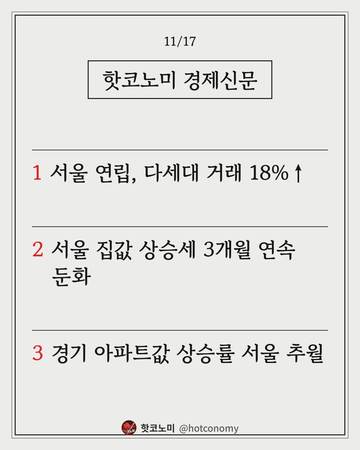 11/17
핫코노미 경제신문
1 서울 연립, 다세대 거래 18%↑
2 서울 집값 상승세 3개월 연속
둔화
3 경기 아파트값 상승률 서울 추월
핫코노미 @hotconomy